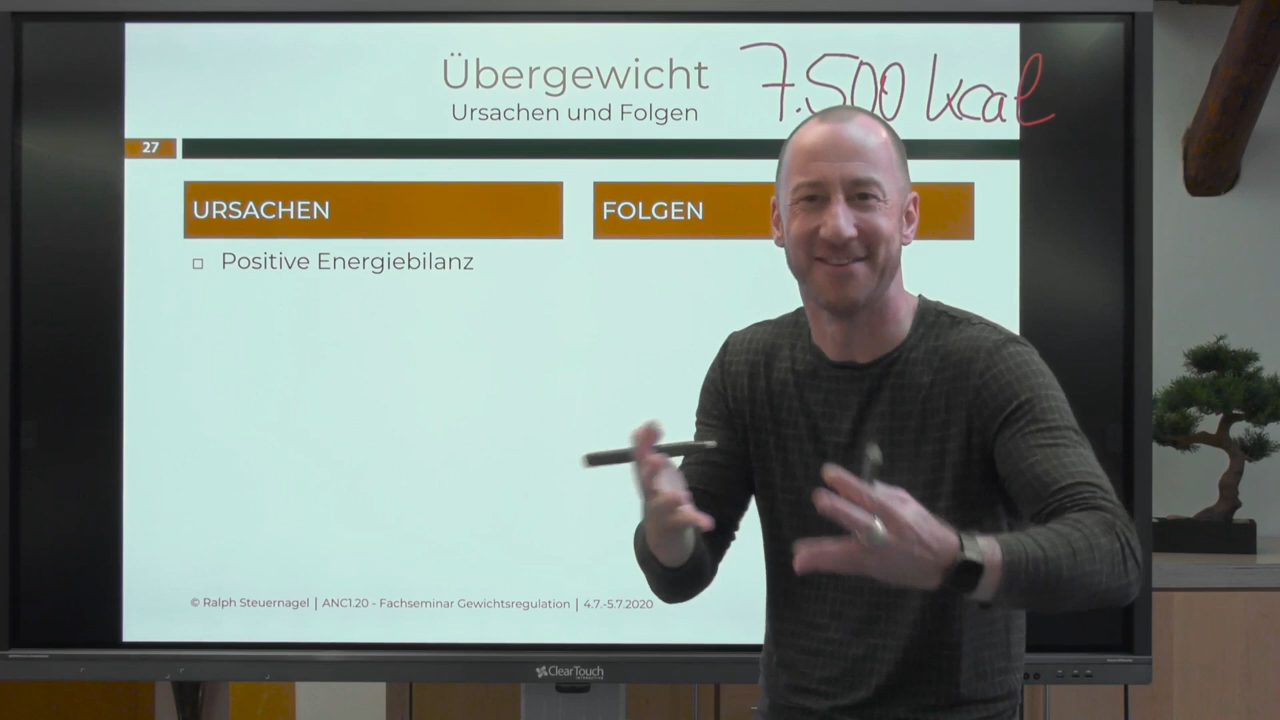 Übergewicht
7.500 kcal
Ursachen und Folgen
27
URSACHEN
FOLGEN
□ Positive Energiebilanz
© Ralph Steuernagel | ANC1.20 - Fachseminar Gewichtsregulation | 4.7.-5.7.2020
ClearTouch
INTERACTIVE